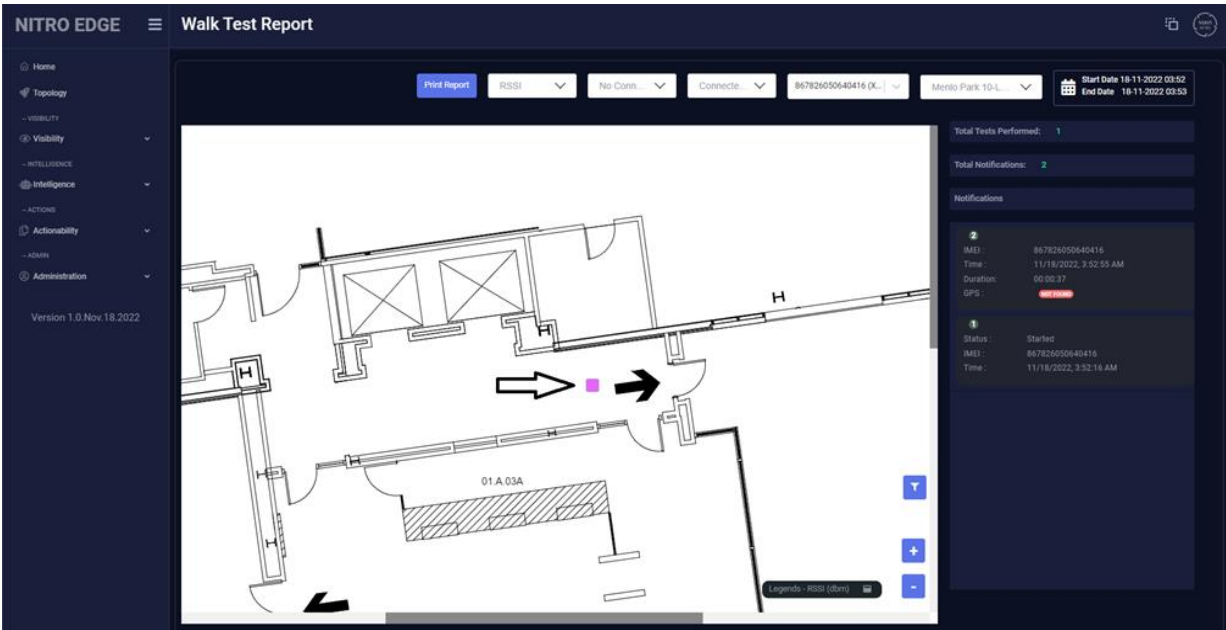 NITRO EDGE
Walk Test Report
Home
Topology
– VISIBILITY
Visibility
– INTELLIGENCE
Intelligence
– ACTIONS
Actionability
– ADMIN
Administration
Version 1.0.Nov.18.2022
Print Report
RSSI
No Conn...
Connecte...
867826050640416 (X...
Menlo Park 10-L...
Start Date 18-11-2022 03:52
End Date 18-11-2022 03:53
Total Tests Performed: 1
Total Notifications: 2
Notifications
2
IMEI : 867826050640416
Time : 11/18/2022, 3:52:55 AM
Duration: 00:00:37
GPS : NOT FOUND
1
Status : Started
IMEI : 867826050640416
Time : 11/18/2022, 3:52:16 AM
H
H
H
H
H
H
01.A.03A
+
Legends - RSSI (dbm)
-